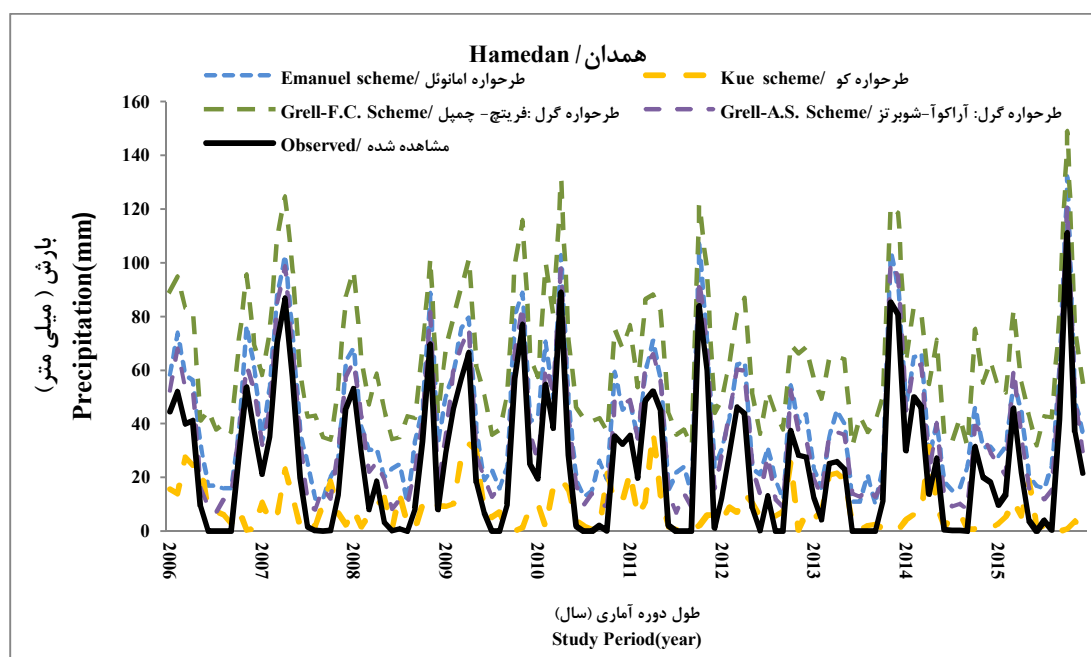 Hamedan / همدان
Emanuel scheme/ طرحواره امانوئل
Kue scheme/ طرحواره کو
Grell-F.C. Scheme/ طرحواره گرل :فریتچ- چمپل
Grell-A.S. Scheme/ طرحواره گرل: آراکوآ-شوبرتز
Observed/ مشاهده شده
بارش ( میلی متر)
Precipitation(mm)
160
140
120
100
80
60
40
20
0
2006
2007
2008
2009
2010
2011
2012
2013
2014
2015
طول دوره آماری (سال)
Study Period(year)